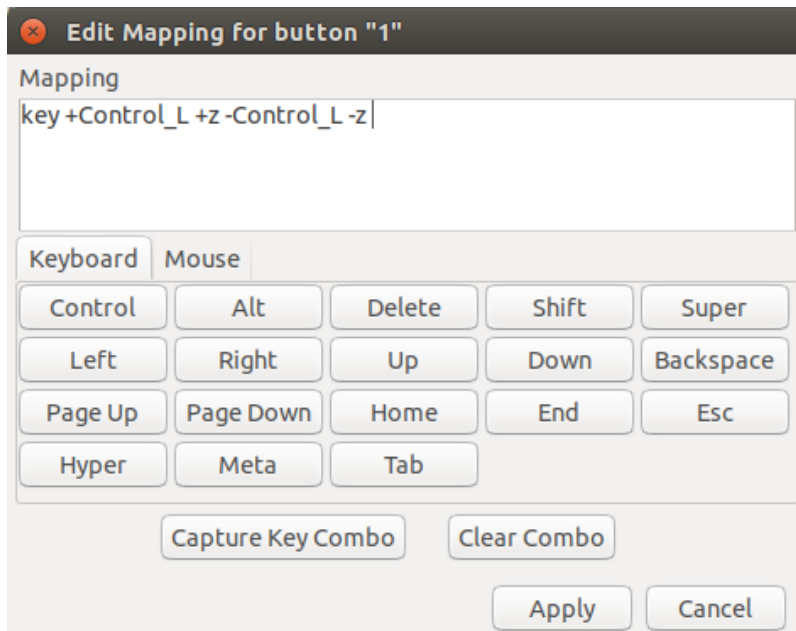 Edit Mapping for button "1"
Mapping
key +Control_L +z -Control_L -z
Keyboard Mouse
Control Alt Delete Shift Super
Left Right Up Down Backspace
Page Up Page Down Home End Esc
Hyper Meta Tab
Capture Key Combo Clear Combo
Apply Cancel